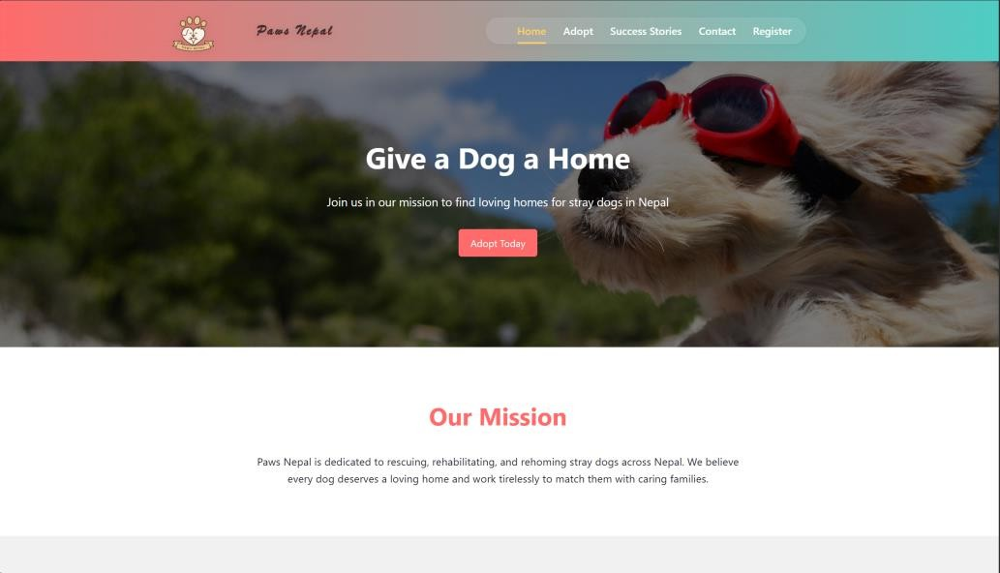 Paws Nepal
Home Adopt Success Stories Contact Register
Give a Dog a Home
Join us in our mission to find loving homes for stray dogs in Nepal
Adopt Today
Our Mission
Paws Nepal is dedicated to rescuing, rehabilitating, and rehoming stray dogs across Nepal. We believe
every dog deserves a loving home and work tirelessly to match them with caring families.